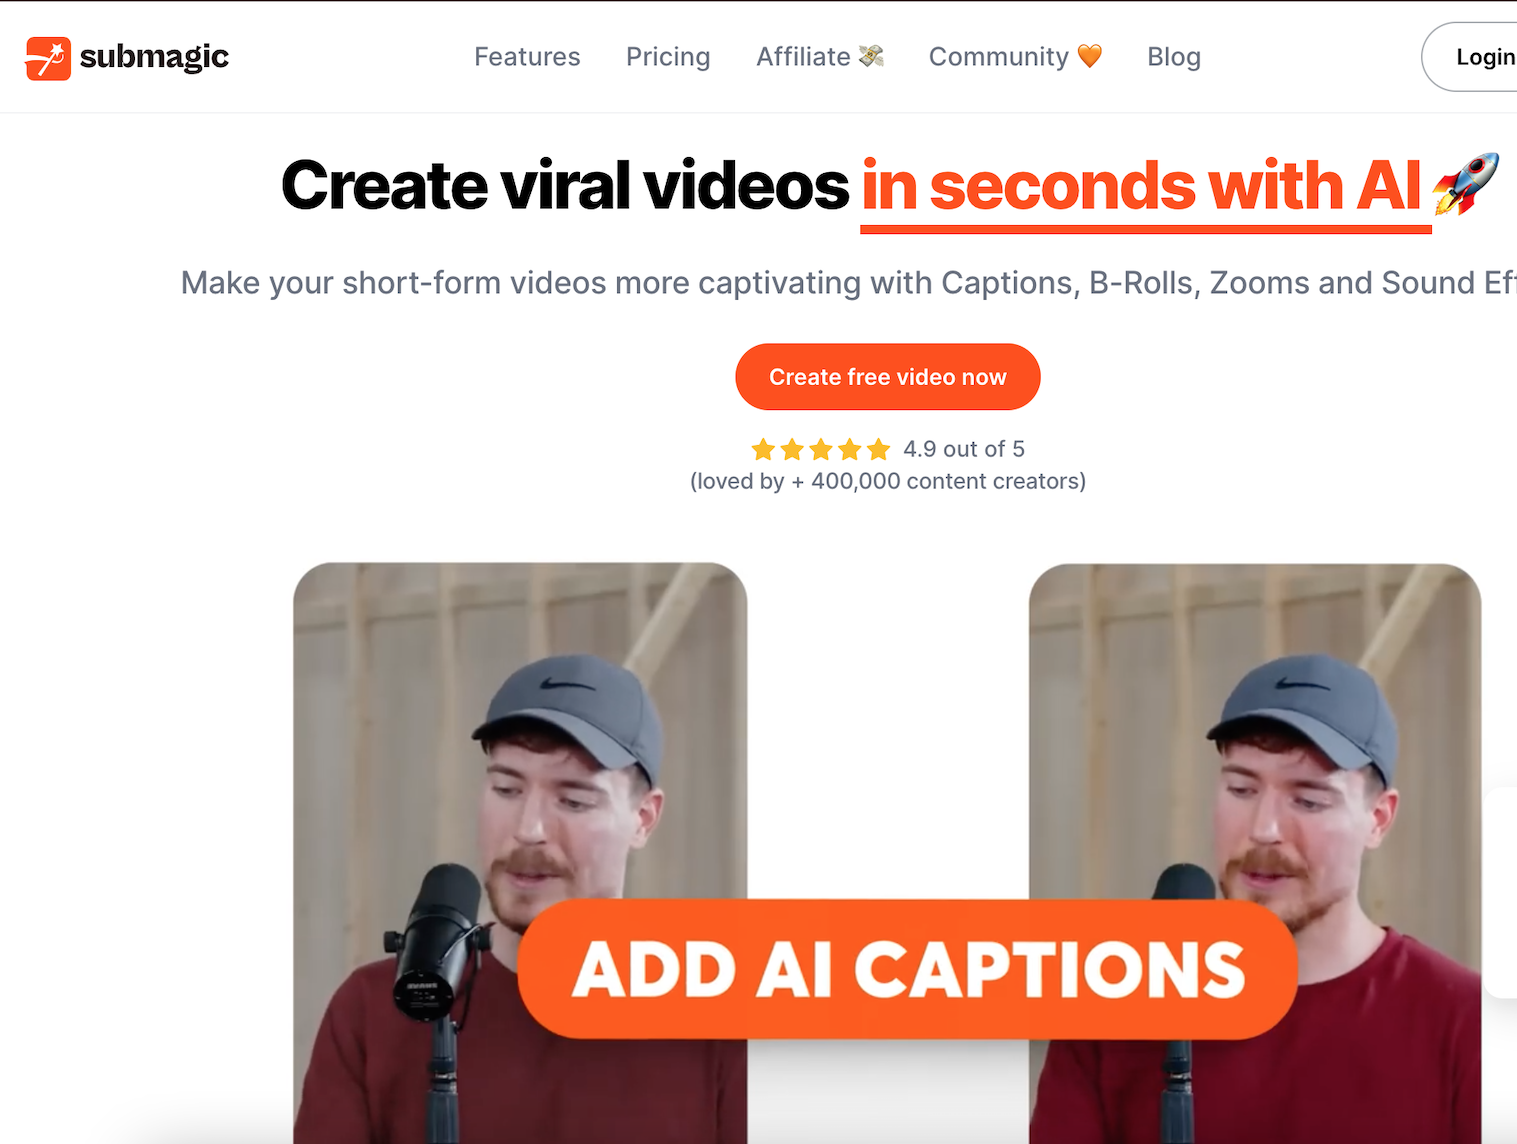 submagic
Features Pricing Affiliate 💸 Community 🧡 Blog Login
Create viral videos in seconds with AI 🚀
Make your short-form videos more captivating with Captions, B-Rolls, Zooms and Sound
Create free video now
4.9 out of 5
(loved by + 400,000 content creators)
ADD AI CAPTIONS